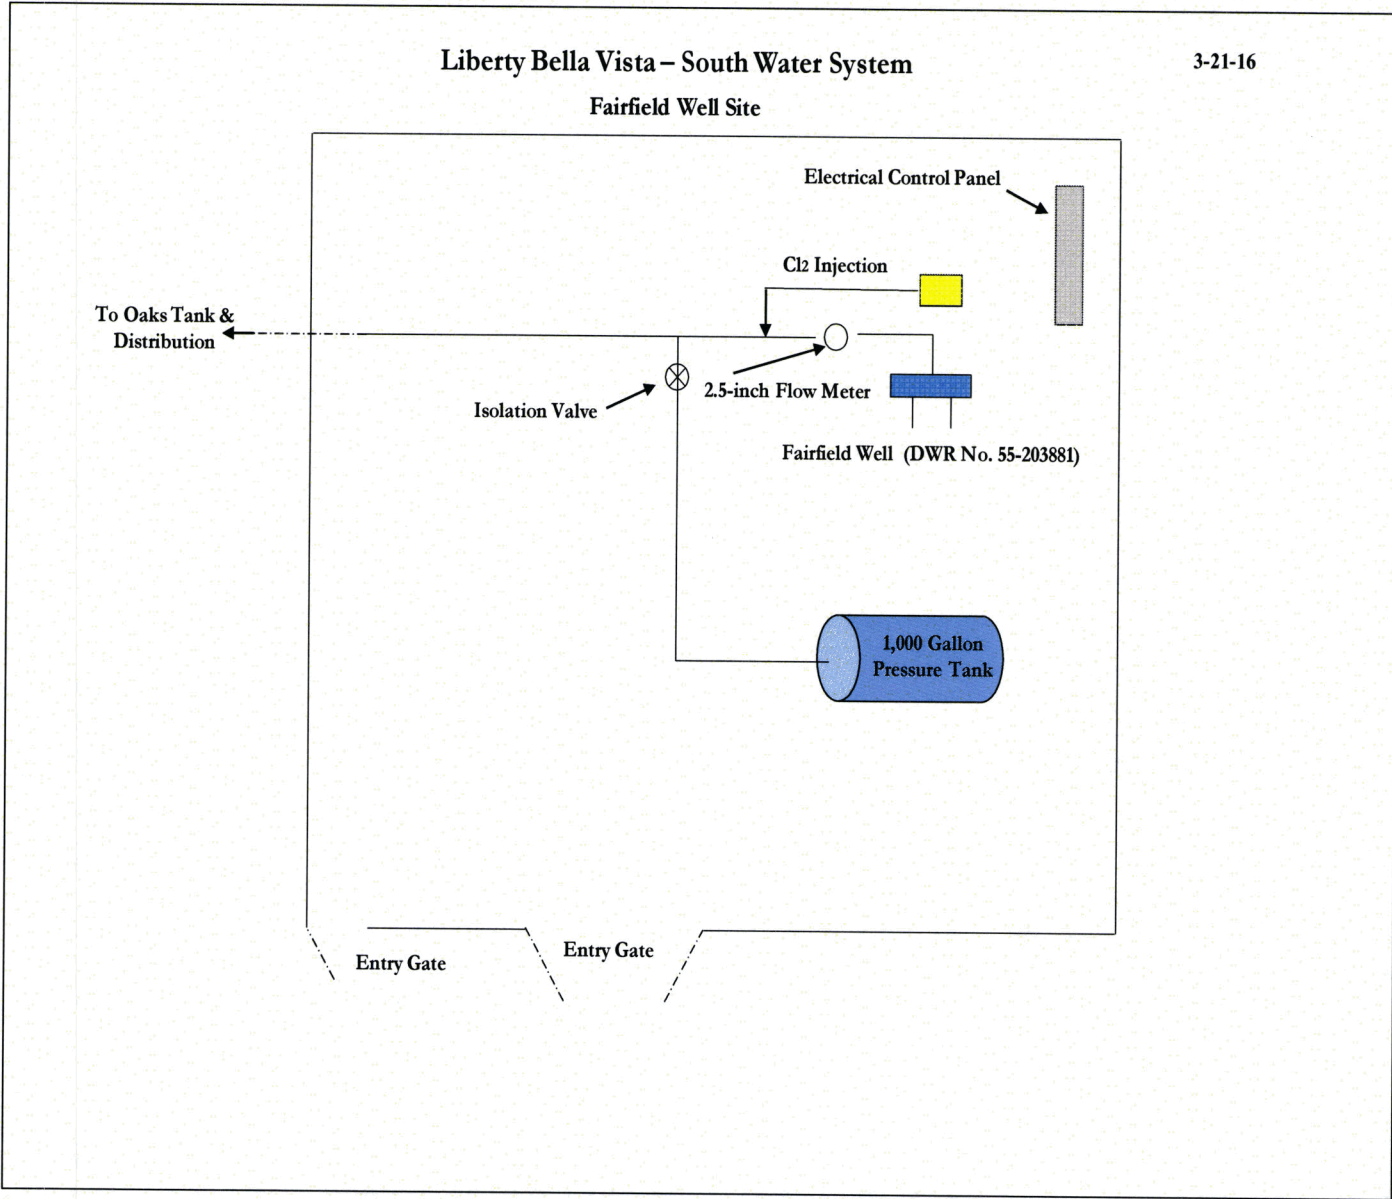 Liberty Bella Vista – South Water System
3-21-16
Fairfield Well Site
Electrical Control Panel
Cl2 Injection
To Oaks Tank &
Distribution
2.5-inch Flow Meter
Isolation Valve
Fairfield Well (DWR No. 55-203881)
1,000 Gallon
Pressure Tank
Entry Gate
Entry Gate